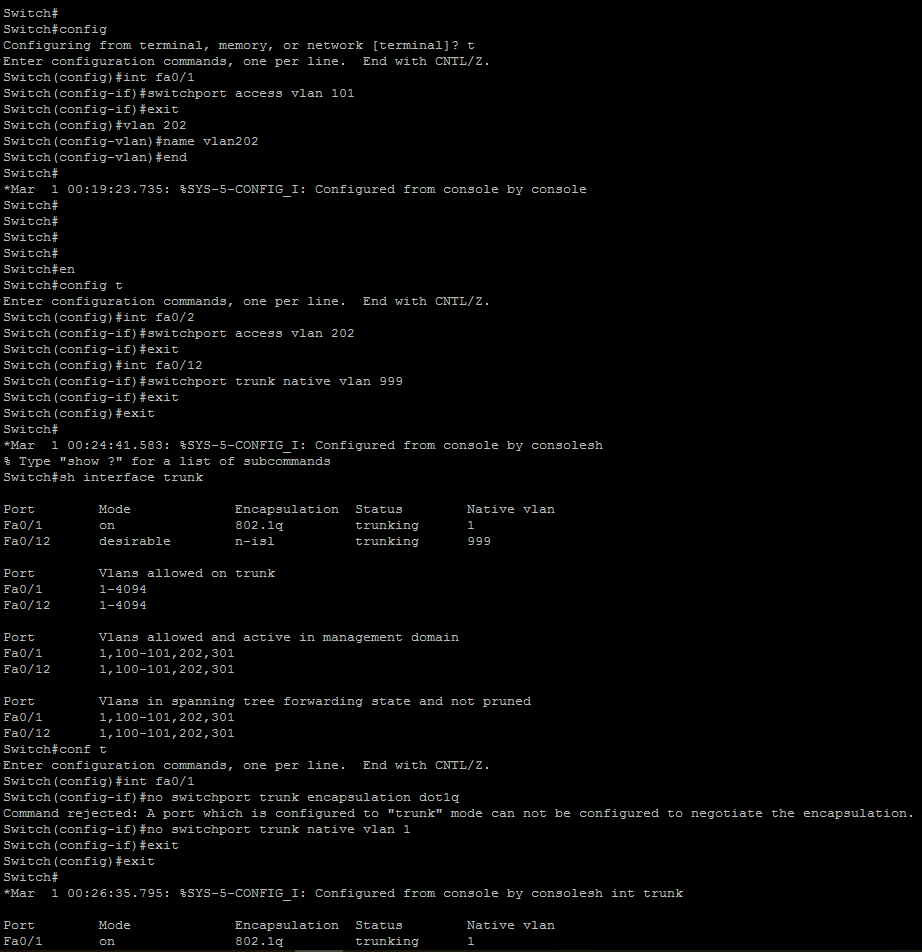 Switch#
Switch#config
Configuring from terminal, memory, or network [terminal]? t
Enter configuration commands, one per line.  End with CNTL/Z.
Switch(config)#int fa0/1
Switch(config-if)#switchport access vlan 101
Switch(config-if)#exit
Switch(config)#vlan 202
Switch(config-vlan)#name vlan202
Switch(config-vlan)#end
Switch#
*Mar  1 00:19:23.735: %SYS-5-CONFIG_I: Configured from console by console
Switch#
Switch#
Switch#
Switch#
Switch#en
Switch#config t
Enter configuration commands, one per line.  End with CNTL/Z.
Switch(config)#int fa0/2
Switch(config-if)#switchport access vlan 202
Switch(config-if)#exit
Switch(config)#int fa0/12
Switch(config-if)#switchport trunk native vlan 999
Switch(config-if)#exit
Switch(config)#exit
Switch#
*Mar  1 00:24:41.583: %SYS-5-CONFIG_I: Configured from console by consolesh
% Type "show ?" for a list of subcommands
Switch#sh interface trunk
Port        Mode             Encapsulation  Status        Native vlan
Fa0/1       on               802.1q         trunking      1
Fa0/12      desirable        n-isl          trunking      999
Port        Vlans allowed on trunk
Fa0/1       1-4094
Fa0/12      1-4094
Port        Vlans allowed and active in management domain
Fa0/1       1,100-101,202,301
Fa0/12      1,100-101,202,301
Port        Vlans in spanning tree forwarding state and not pruned
Fa0/1       1,100-101,202,301
Fa0/12      1,100-101,202,301
Switch#conf t
Enter configuration commands, one per line.  End with CNTL/Z.
Switch(config)#int fa0/1
Switch(config-if)#no switchport trunk encapsulation dot1q
Command rejected: A port which is configured to "trunk" mode can not be configured to negotiate the encapsulation.
Switch(config-if)#no switchport trunk native vlan 1
Switch(config-if)#exit
Switch(config)#exit
Switch#
*Mar  1 00:26:35.795: %SYS-5-CONFIG_I: Configured from console by consolesh int trunk
Port        Mode             Encapsulation  Status        Native vlan
Fa0/1       on               802.1q         trunking      1